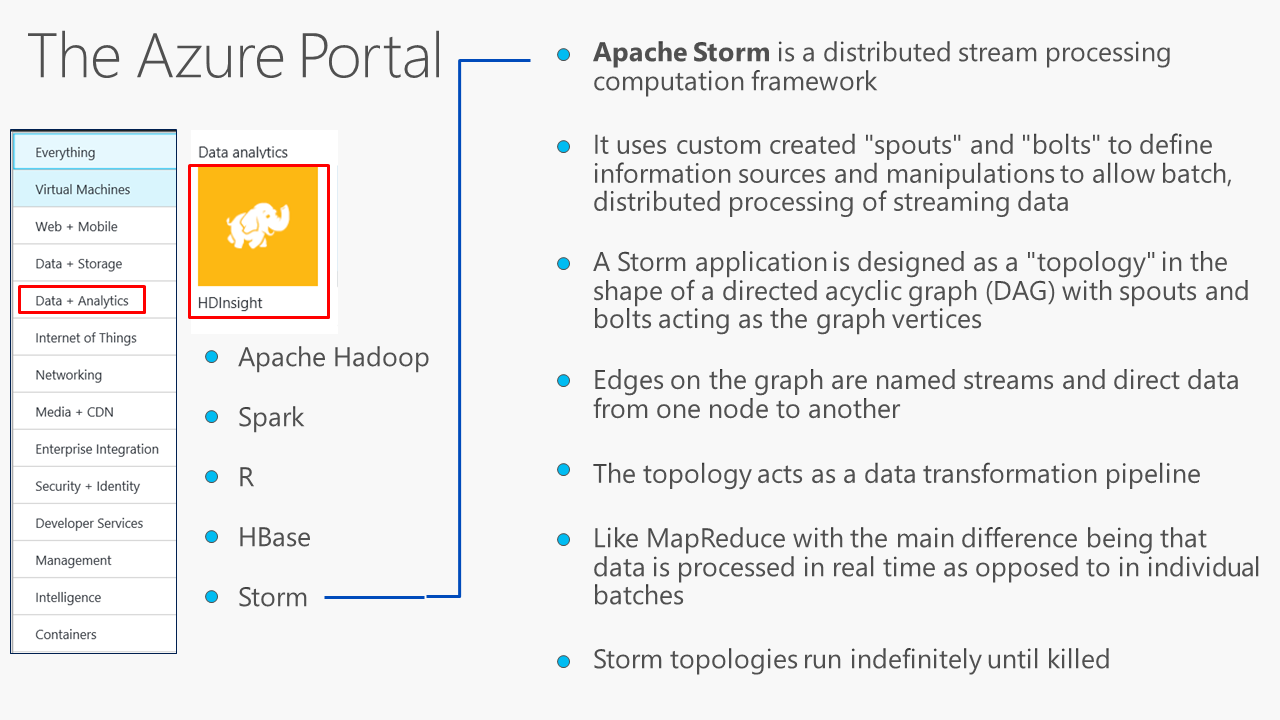 The Azure Portal
Everything
Virtual Machines
Web + Mobile
Data + Storage
Data + Analytics
Internet of Things
Networking
Media + CDN
Enterprise Integration
Security + Identity
Developer Services
Management
Intelligence
Containers
Data analytics
HDInsight
Apache Hadoop
Spark
R
HBase
Storm
Apache Storm is a distributed stream processing
computation framework
It uses custom created "spouts" and "bolts" to define
information sources and manipulations to allow batch,
distributed processing of streaming data
A Storm application is designed as a "topology" in the
shape of a directed acyclic graph (DAG) with spouts and
bolts acting as the graph vertices
Edges on the graph are named streams and direct data
from one node to another
The topology acts as a data transformation pipeline
Like MapReduce with the main difference being that
data is processed in real time as opposed to in individual
batches
Storm topologies run indefinitely until killed